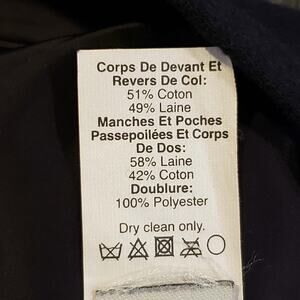 Corps De Devant Et
Revers De Col:
51% Coton
49% Laine
Manches Et Poches
Passepoilées Et Corps
De Dos:
58% Laine
42% Coton
Doublure:
100% Polyester
Dry clean only.